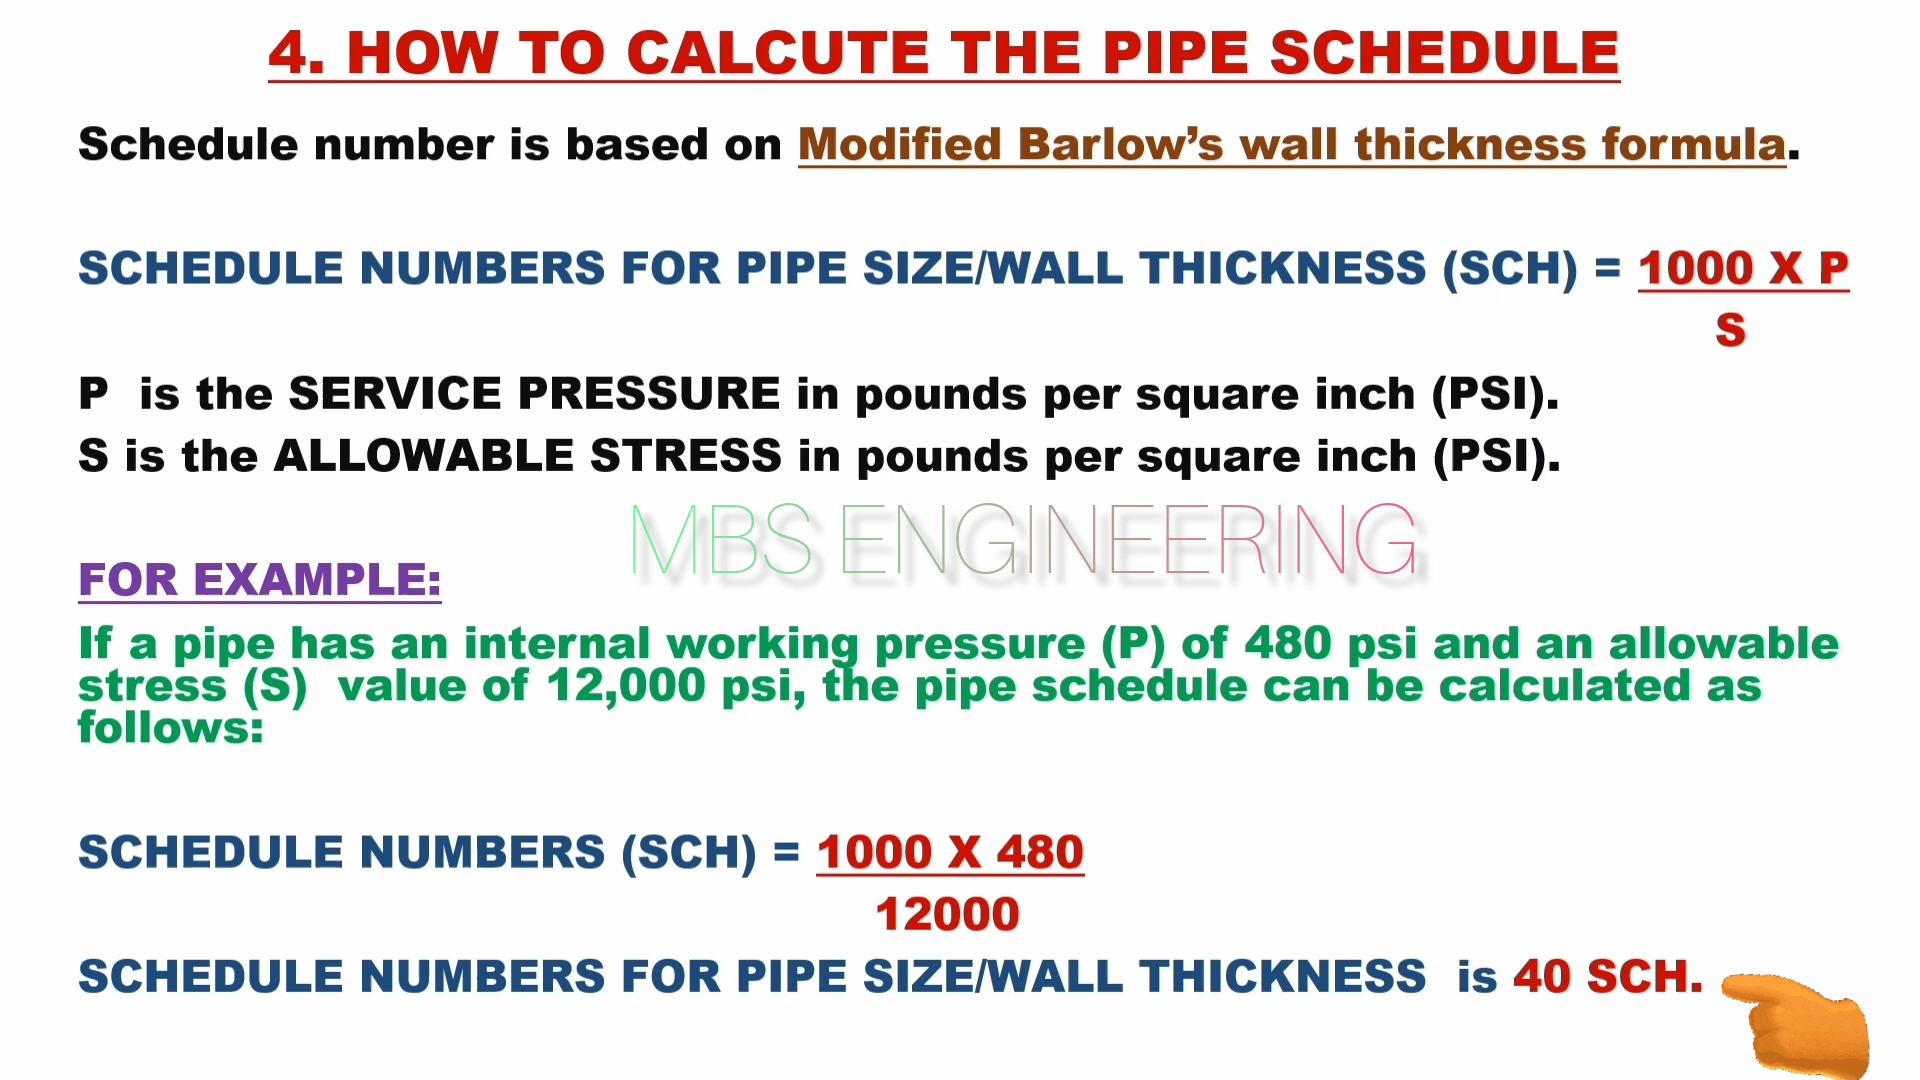 4. HOW TO CALCUTE THE PIPE SCHEDULE
Schedule number is based on Modified Barlow’s wall thickness formula.
SCHEDULE NUMBERS FOR PIPE SIZE/WALL THICKNESS (SCH) = 1000 X P
S
P is the SERVICE PRESSURE in pounds per square inch (PSI).
S is the ALLOWABLE STRESS in pounds per square inch (PSI).
MBS ENGINEERING
FOR EXAMPLE:
If a pipe has an internal working pressure (P) of 480 psi and an allowable
stress (S) value of 12,000 psi, the pipe schedule can be calculated as
follows:
SCHEDULE NUMBERS (SCH) = 1000 X 480
12000
SCHEDULE NUMBERS FOR PIPE SIZE/WALL THICKNESS is 40 SCH.